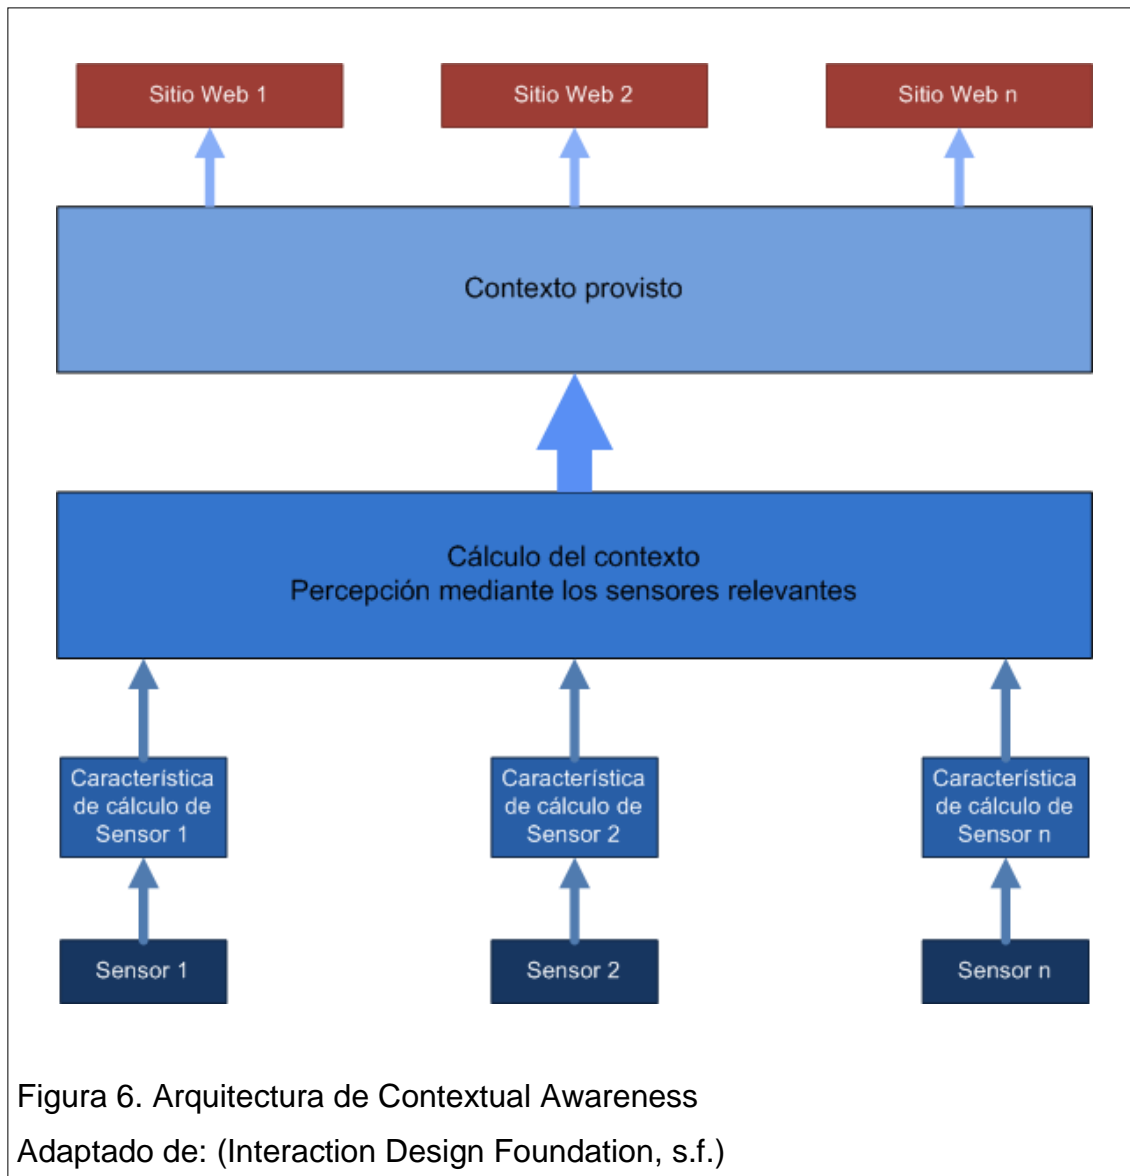 Sitio Web 1
Sitio Web 2
Sitio Web n
Contexto provisto
Cálculo del contexto
Percepción mediante los sensores relevantes
Característica
de cálculo de
Sensor 1
Característica
de cálculo de
Sensor 2
Característica
de cálculo de
Sensor n
Sensor 1
Sensor 2
Sensor n
Figura 6. Arquitectura de Contextual Awareness
Adaptado de: (Interaction Design Foundation, s.f.)